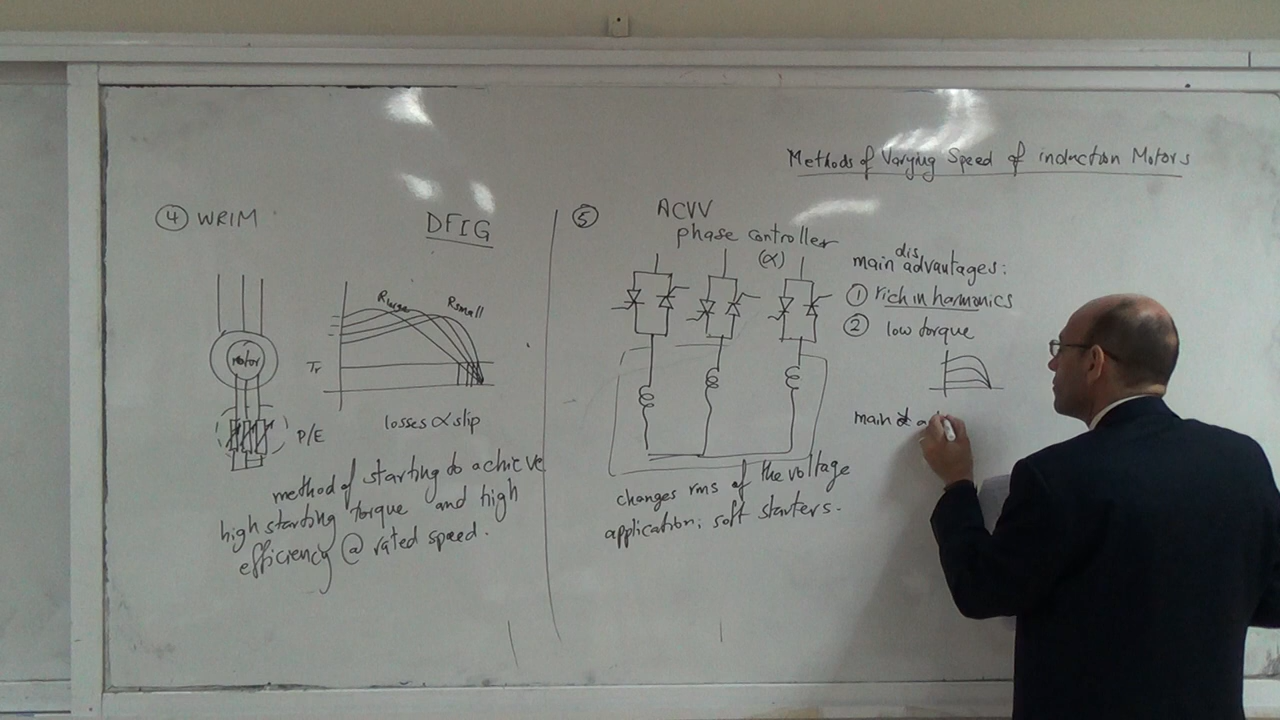 Methods of Varying Speed of induction Motors
④ WRIM
DFIG
Rlarge
Rsmall
motor
Tr
P/E
losses ∝ slip
method of starting to achieve
high starting torque and high
efficiency @ rated speed.
⑤ ACVV
phase controller
(α)
changes rms of the voltage
application: soft starters.
main disadvantages:
① rich in harmonics
② low torque
main a